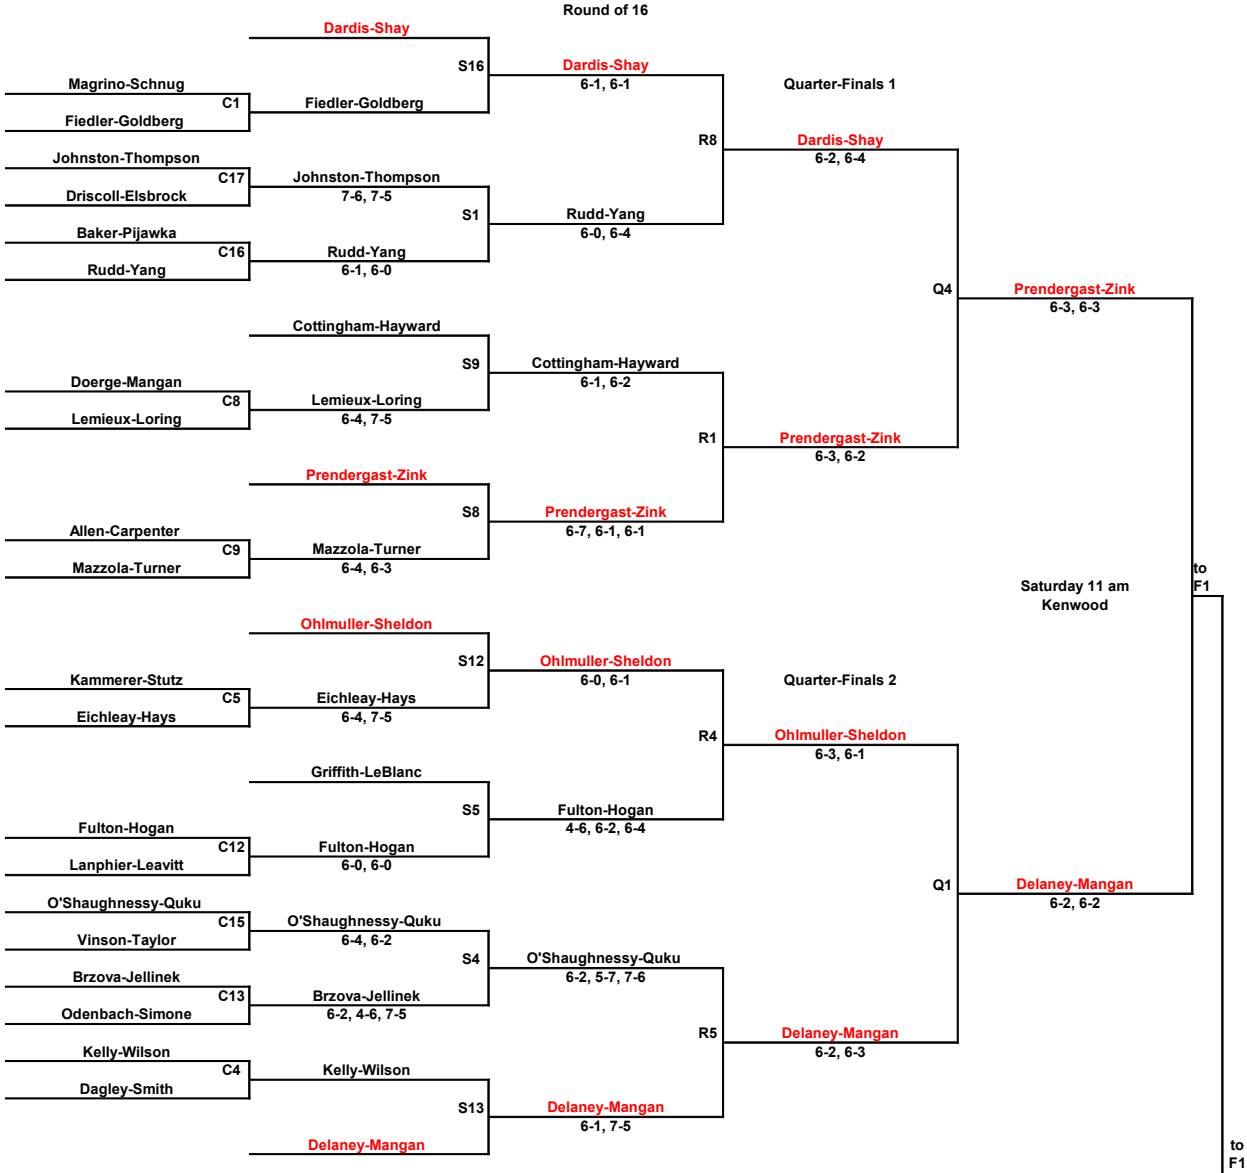 Round of 16
Dardis-Shay
S16
Dardis-Shay
6-1, 6-1
Magrino-Schnug
C1
Fiedler-Goldberg
Fiedler-Goldberg
Quarter-Finals 1
R8
Dardis-Shay
6-2, 6-4
Johnston-Thompson
C17
Johnston-Thompson
7-6, 7-5
Driscoll-Elsbrock
S1
Rudd-Yang
6-0, 6-4
Baker-Pijawka
C16
Rudd-Yang
6-1, 6-0
Rudd-Yang
Q4
Prendergast-Zink
6-3, 6-3
Cottingham-Hayward
S9
Cottingham-Hayward
6-1, 6-2
Doerge-Mangan
C8
Lemieux-Loring
6-4, 7-5
Lemieux-Loring
R1
Prendergast-Zink
6-3, 6-2
Prendergast-Zink
S8
Prendergast-Zink
6-7, 6-1, 6-1
Allen-Carpenter
C9
Mazzola-Turner
6-4, 6-3
Mazzola-Turner
to
F1
Saturday 11 am
Kenwood
Ohlmuller-Sheldon
S12
Ohlmuller-Sheldon
6-0, 6-1
Kammerer-Stutz
C5
Eichleay-Hays
6-4, 7-5
Eichleay-Hays
Quarter-Finals 2
R4
Ohlmuller-Sheldon
6-3, 6-1
Griffith-LeBlanc
S5
Fulton-Hogan
4-6, 6-2, 6-4
Fulton-Hogan
C12
Fulton-Hogan
6-0, 6-0
Lanphier-Leavitt
Q1
Delaney-Mangan
6-2, 6-2
O'Shaughnessy-Quku
C15
O'Shaughnessy-Quku
6-4, 6-2
Vinson-Taylor
S4
O'Shaughnessy-Quku
6-2, 5-7, 7-6
Brzova-Jellinek
C13
Brzova-Jellinek
6-2, 4-6, 7-5
Odenbach-Simone
R5
Delaney-Mangan
6-2, 6-3
Kelly-Wilson
C4
Kelly-Wilson
Dagley-Smith
S13
Delaney-Mangan
6-1, 7-5
Delaney-Mangan
to
F1